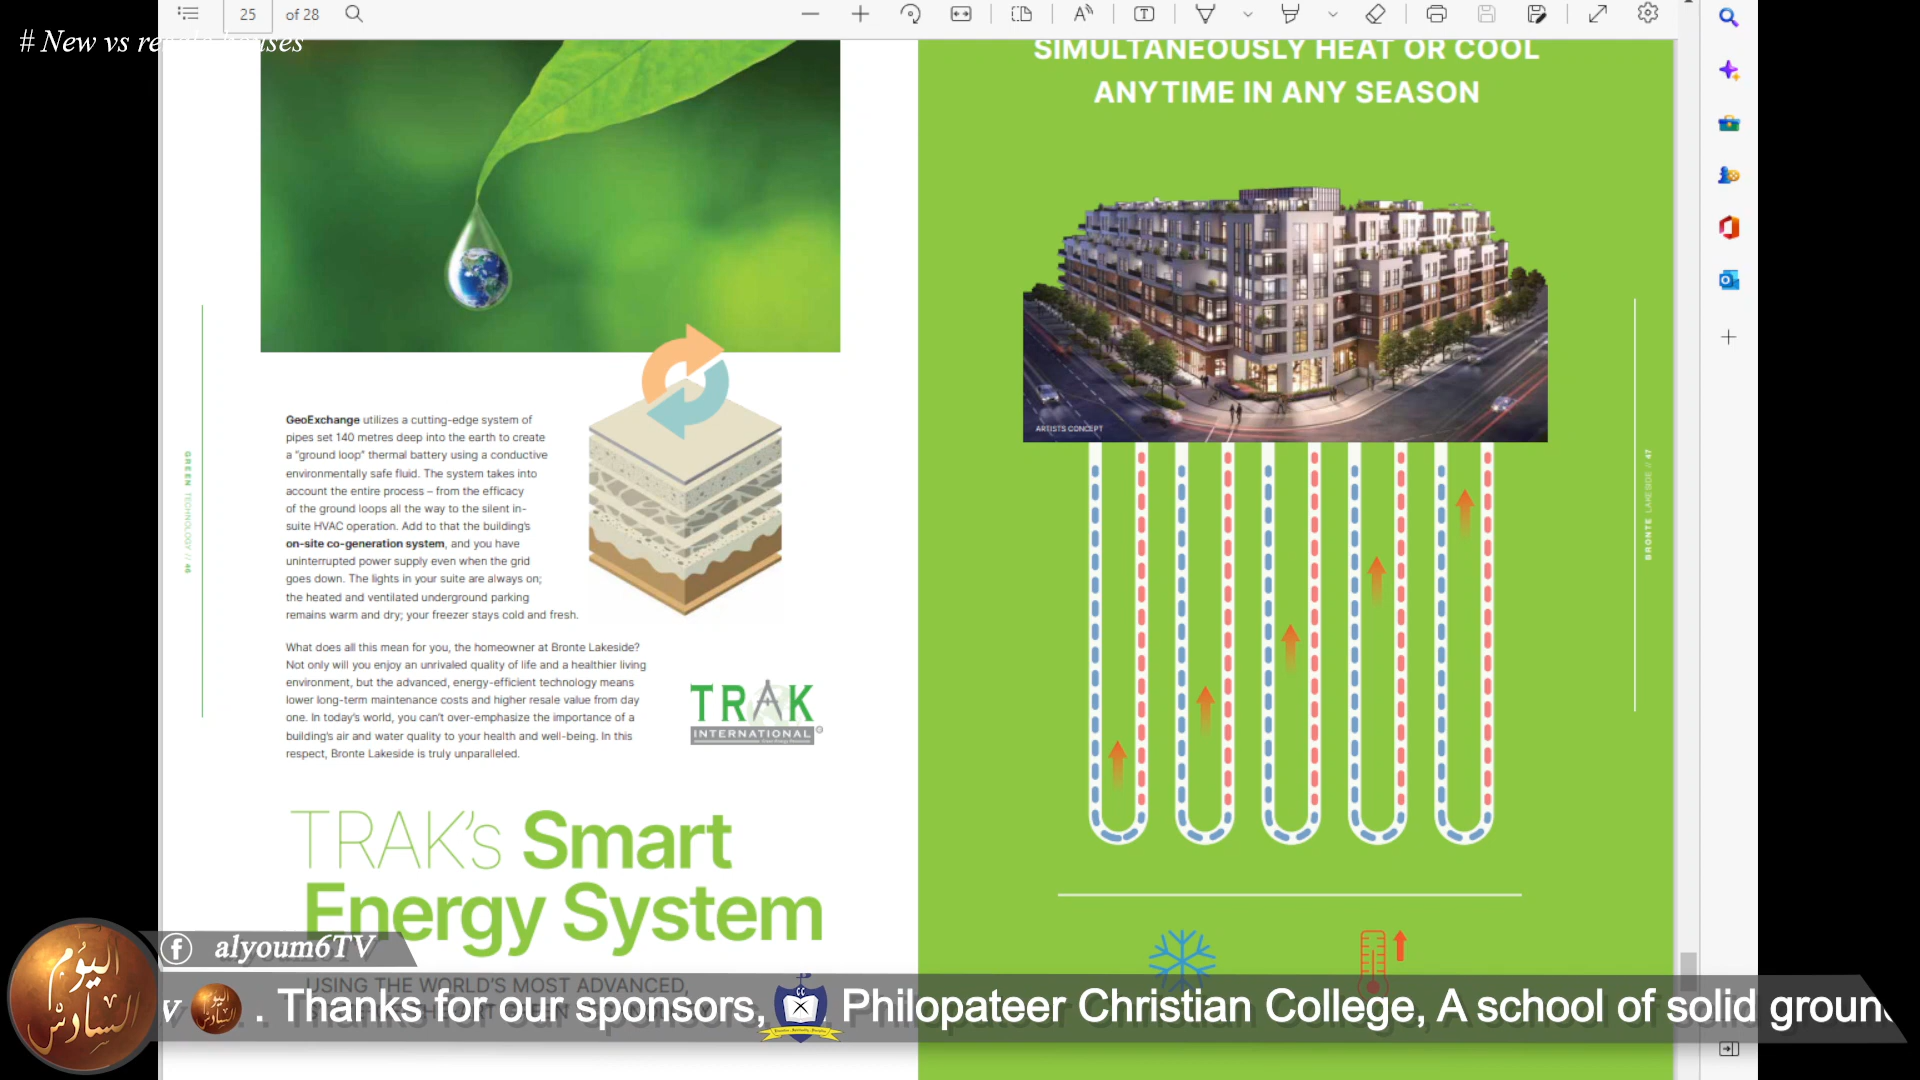 25 of 28
# New vs re
SIMULTANEOUSLY HEAT OR COOL
ANYTIME IN ANY SEASON
ARTISTS CONCEPT
GeoExchange utilizes a cutting-edge system of
pipes set 140 metres deep into the earth to create
a "ground loop" thermal battery using a conductive
environmentally safe fluid. The system takes into
account the entire process – from the efficacy
of the ground loops all the way to the silent in-
suite HVAC operation. Add to that the building's
on-site co-generation system, and you have
uninterrupted power supply even when the grid
goes down. The lights in your suite are always on;
the heated and ventilated underground parking
remains warm and dry; your freezer stays cold and fresh.
What does all this mean for you, the homeowner at Bronte Lakeside?
Not only will you enjoy an unrivaled quality of life and a healthier living
environment, but the advanced, energy-efficient technology means
lower long-term maintenance costs and higher resale value from day
one. In today's world, you can't over-emphasize the importance of a
building's air and water quality to your health and well-being. In this
respect, Bronte Lakeside is truly unparalleled.
GREEN TECHNOLOGY // 46
BRONTE LAKESIDE // 47
TRAK
INTERNATIONAL
TRAK's Smart
Energy System
USING THE WORLD'S MOST ADVANCED,
alyoum6TV
اليوم
السادس
V . Thanks for our sponsors, Philopateer Christian College, A school of solid groun